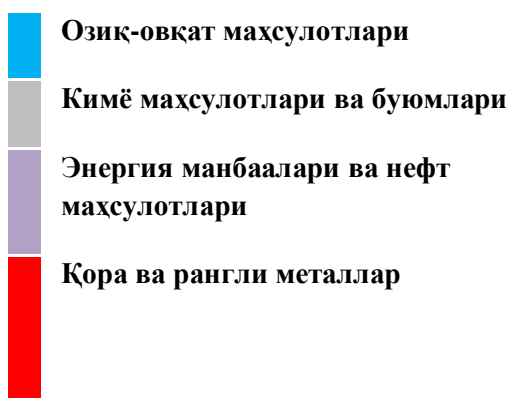 Озиқ-овқат маҳсулотлари
Кимё маҳсулотлари ва буюмлари
Энергия манбаалари ва нефт
маҳсулотлари
Қора ва рангли металлар